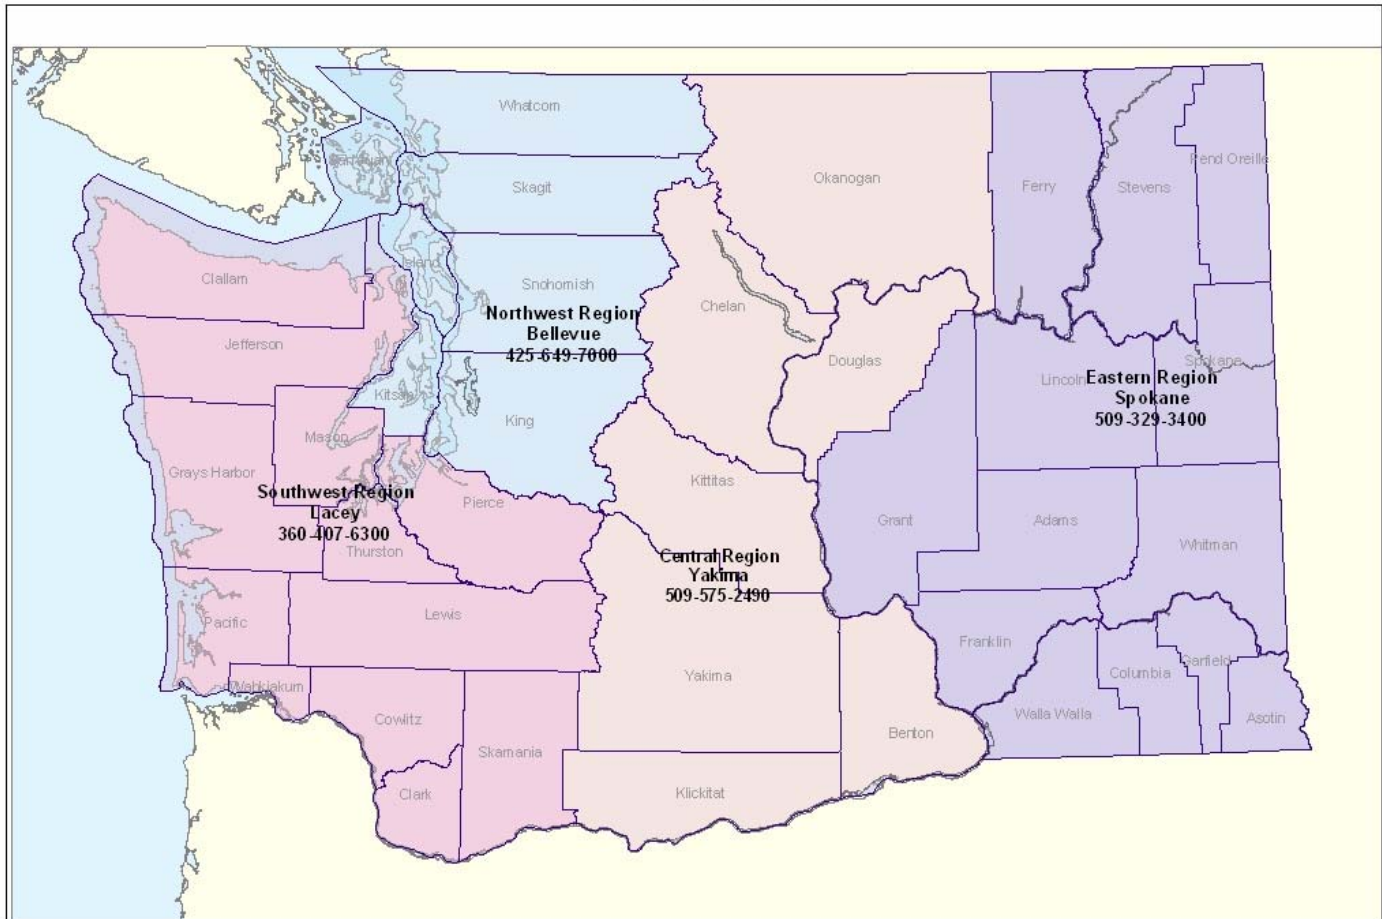 Whatcom
San Juan
Skagit
Okanogan
Ferry
Stevens
Pend Oreille
Clallam
Island
Snohomish
Northwest Region
Bellevue
425-649-7000
Chelan
Jefferson
Douglas
Lincoln
Spokane
Eastern Region
Spokane
509-329-3400
Kitsap
King
Mason
Grays Harbor
Southwest Region
Lacey
360-407-6300
Thurston
Pierce
Kittitas
Grant
Adams
Whitman
Central Region
Yakima
509-575-2490
Pacific
Lewis
Yakima
Franklin
Columbia
Garfield
Wahkiakum
Cowlitz
Skamania
Benton
Walla Walla
Asotin
Clark
Klickitat